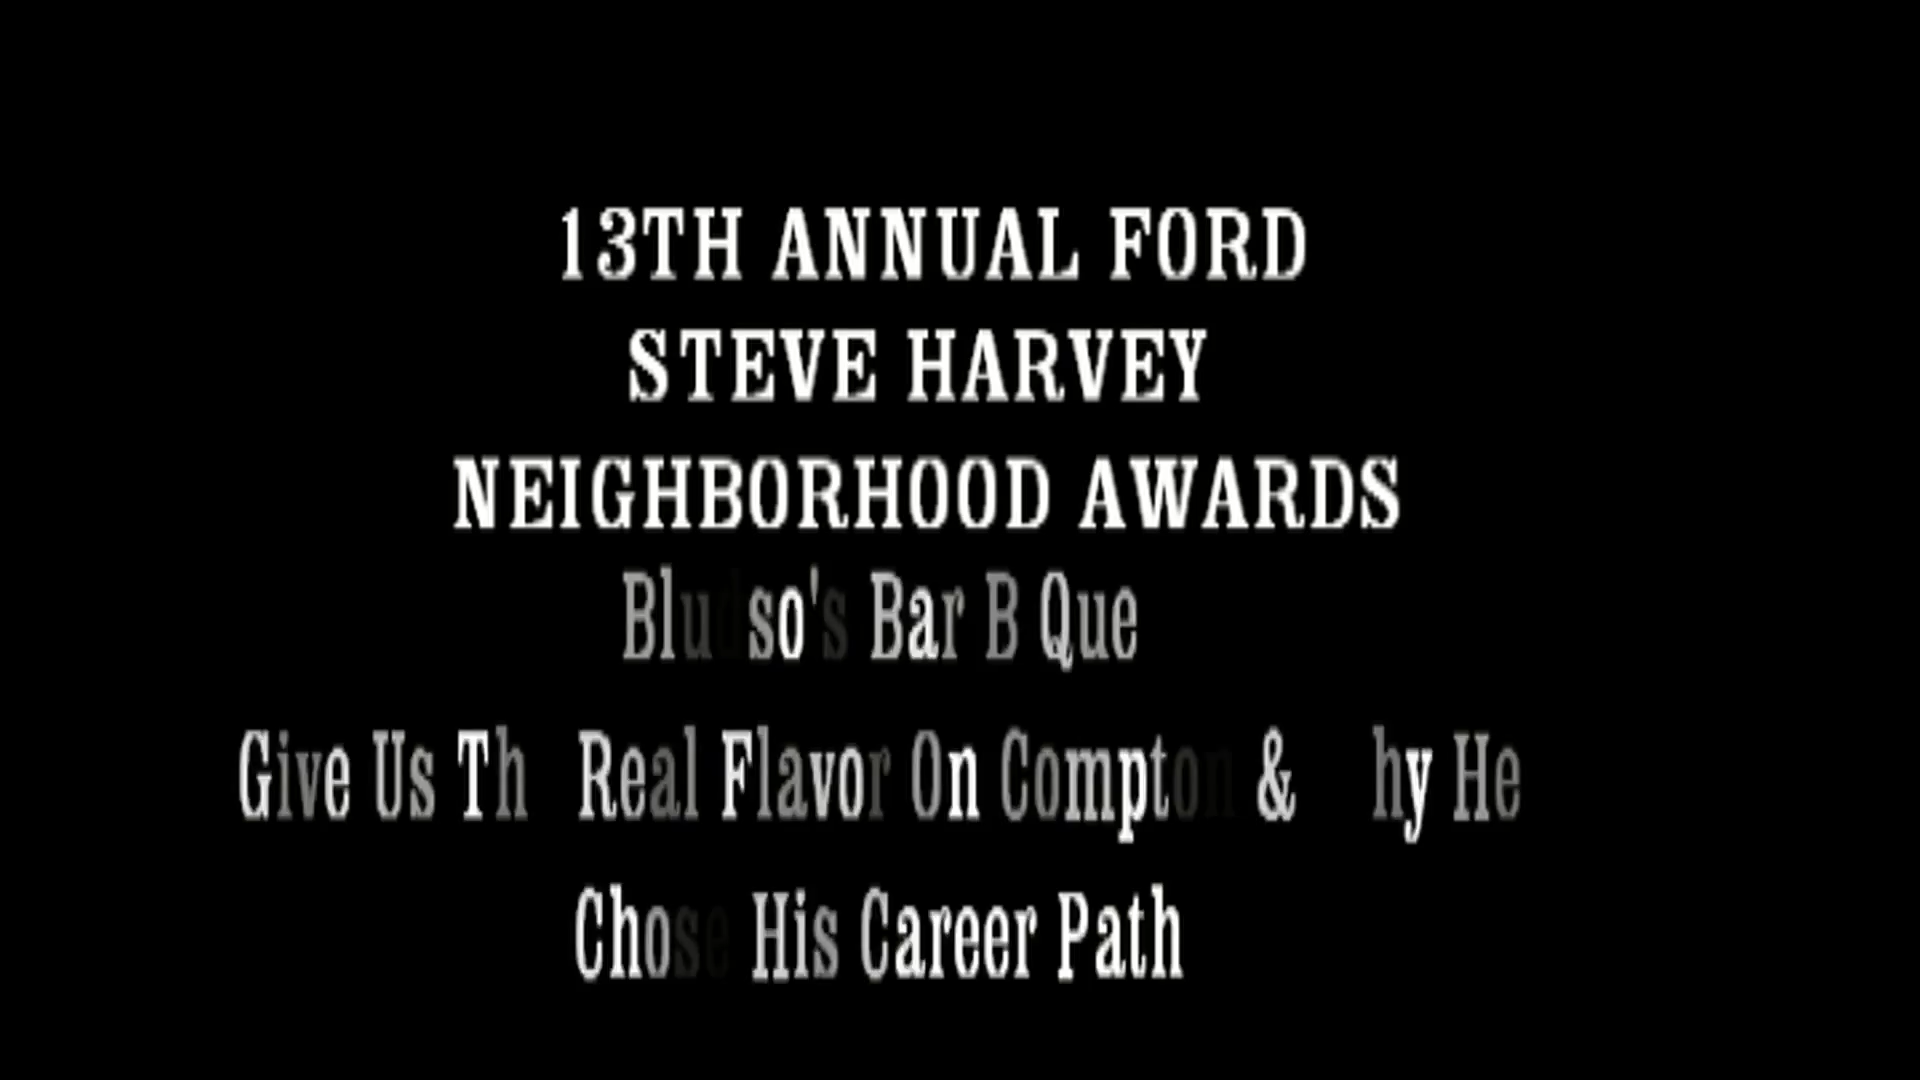 13TH ANNUAL FORD
STEVE HARVEY
NEIGHBORHOOD AWARDS
Bludso's Bar B Que
Give Us Th Real Flavor On Compton & hy He
Chose His Career Path